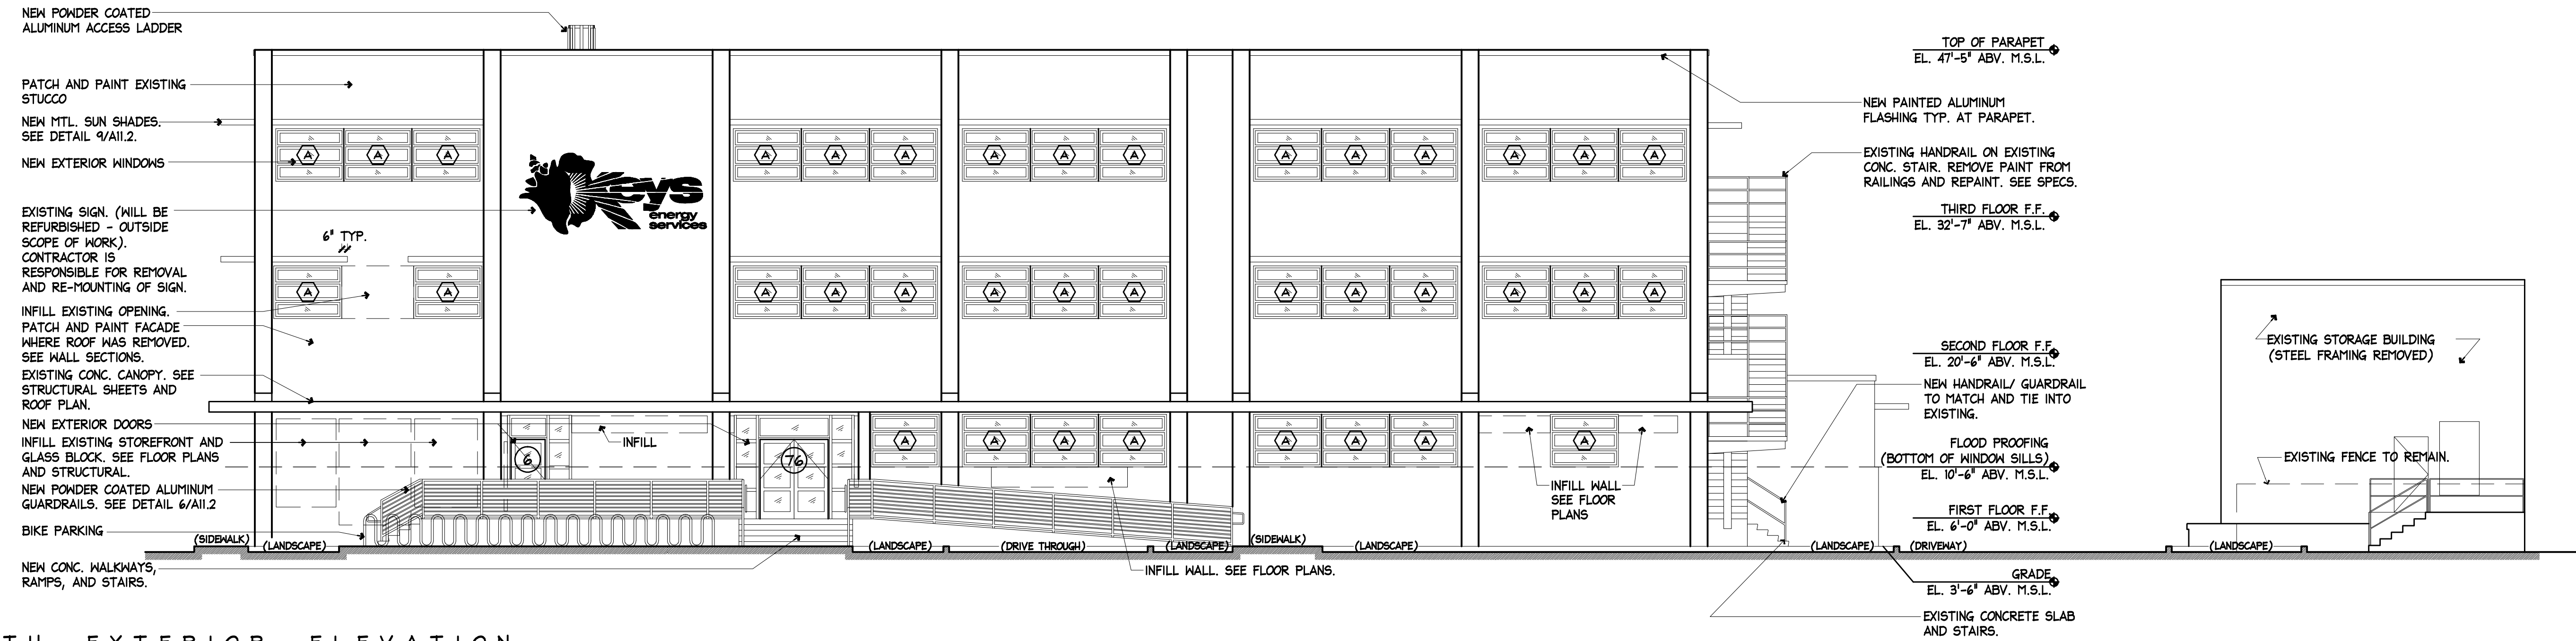 NEW POWDER COATED
ALUMINUM ACCESS LADDER
PATCH AND PAINT EXISTING
STUCCO
NEW MTL. SUN SHADES.
SEE DETAIL 9/A11.2.
NEW EXTERIOR WINDOWS
EXISTING SIGN. (WILL BE
REFURBISHED - OUTSIDE
SCOPE OF WORK).
CONTRACTOR IS
RESPONSIBLE FOR REMOVAL
AND RE-MOUNTING OF SIGN.
6" TYP.
INFILL EXISTING OPENING.
PATCH AND PAINT FACADE
WHERE ROOF WAS REMOVED.
SEE WALL SECTIONS.
EXISTING CONC. CANOPY. SEE
STRUCTURAL SHEETS AND
ROOF PLAN.
NEW EXTERIOR DOORS
INFILL EXISTING STOREFRONT AND
GLASS BLOCK. SEE FLOOR PLANS
AND STRUCTURAL.
NEW POWDER COATED ALUMINUM
GUARDRAILS. SEE DETAIL 6/A11.2
BIKE PARKING
NEW CONC. WALKWAYS,
RAMPS, AND STAIRS.
A A A A A A A A A A A A A A A
keys
energy
services
A A A A A A A A A A A A A A
6
INFILL
76
A A A A A A A A
INFILL WALL
SEE FLOOR
PLANS
(SIDEWALK)
(LANDSCAPE)
(LANDSCAPE)
(DRIVE THROUGH)
(LANDSCAPE)
(SIDEWALK)
(LANDSCAPE)
(LANDSCAPE)
(DRIVEWAY)
(LANDSCAPE)
INFILL WALL. SEE FLOOR PLANS.
TOP OF PARAPET
EL. 47'-5" ABV. M.S.L.
NEW PAINTED ALUMINUM
FLASHING TYP. AT PARAPET.
EXISTING HANDRAIL ON EXISTING
CONC. STAIR. REMOVE PAINT FROM
RAILINGS AND REPAINT. SEE SPECS.
THIRD FLOOR F.F.
EL. 32'-7" ABV. M.S.L.
SECOND FLOOR F.F.
EL. 20'-6" ABV. M.S.L.
NEW HANDRAIL/ GUARDRAIL
TO MATCH AND TIE INTO
EXISTING.
FLOOD PROOFING
(BOTTOM OF WINDOW SILLS)
EL. 10'-6" ABV. M.S.L.
FIRST FLOOR F.F.
EL. 6'-0" ABV. M.S.L.
GRADE
EL. 3'-6" ABV. M.S.L.
EXISTING CONCRETE SLAB
AND STAIRS.
EXISTING STORAGE BUILDING
(STEEL FRAMING REMOVED)
EXISTING FENCE TO REMAIN.
TH EXTERIOR ELEVATION